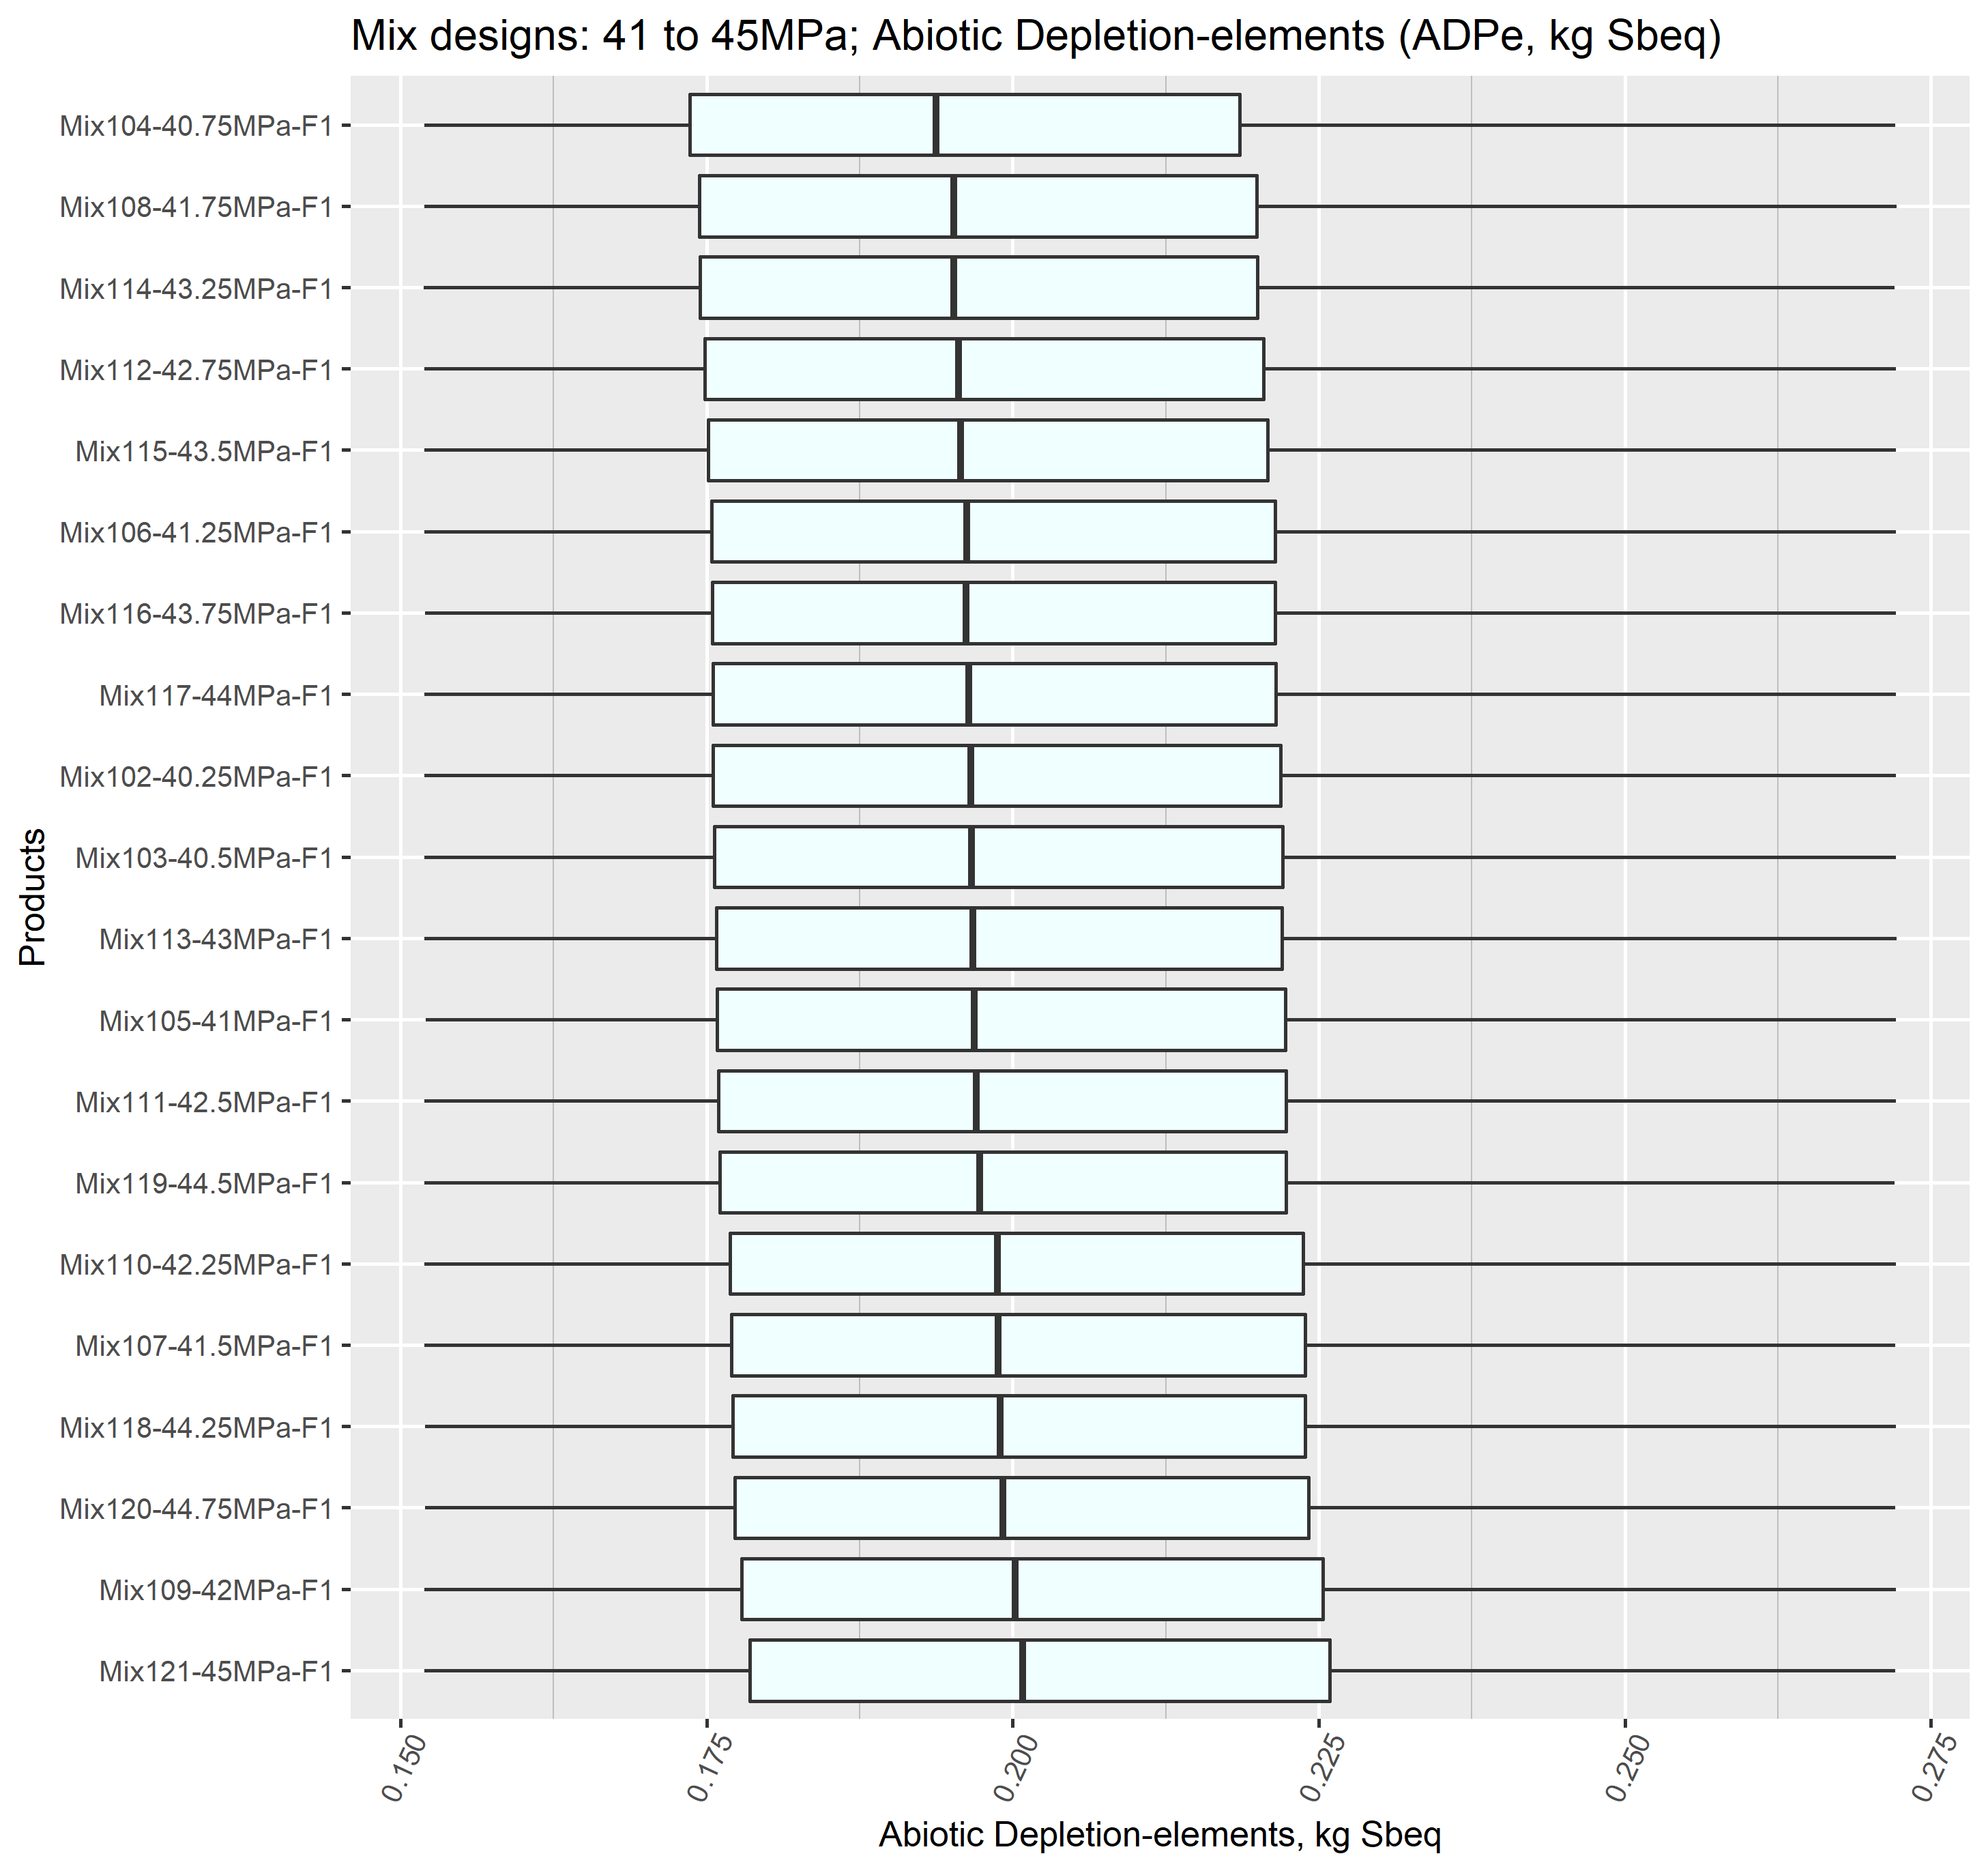 Mix designs: 41 to 45MPa; Abiotic Depletion-elements (ADPe, kg Sbeq)
Products
Mix104-40.75MPa-F1
Mix108-41.75MPa-F1
Mix114-43.25MPa-F1
Mix112-42.75MPa-F1
Mix115-43.5MPa-F1
Mix106-41.25MPa-F1
Mix116-43.75MPa-F1
Mix117-44MPa-F1
Mix102-40.25MPa-F1
Mix103-40.5MPa-F1
Mix113-43MPa-F1
Mix105-41MPa-F1
Mix111-42.5MPa-F1
Mix119-44.5MPa-F1
Mix110-42.25MPa-F1
Mix107-41.5MPa-F1
Mix118-44.25MPa-F1
Mix120-44.75MPa-F1
Mix109-42MPa-F1
Mix121-45MPa-F1
0.150 0.175 0.200 0.225 0.250 0.275
Abiotic Depletion-elements, kg Sbeq